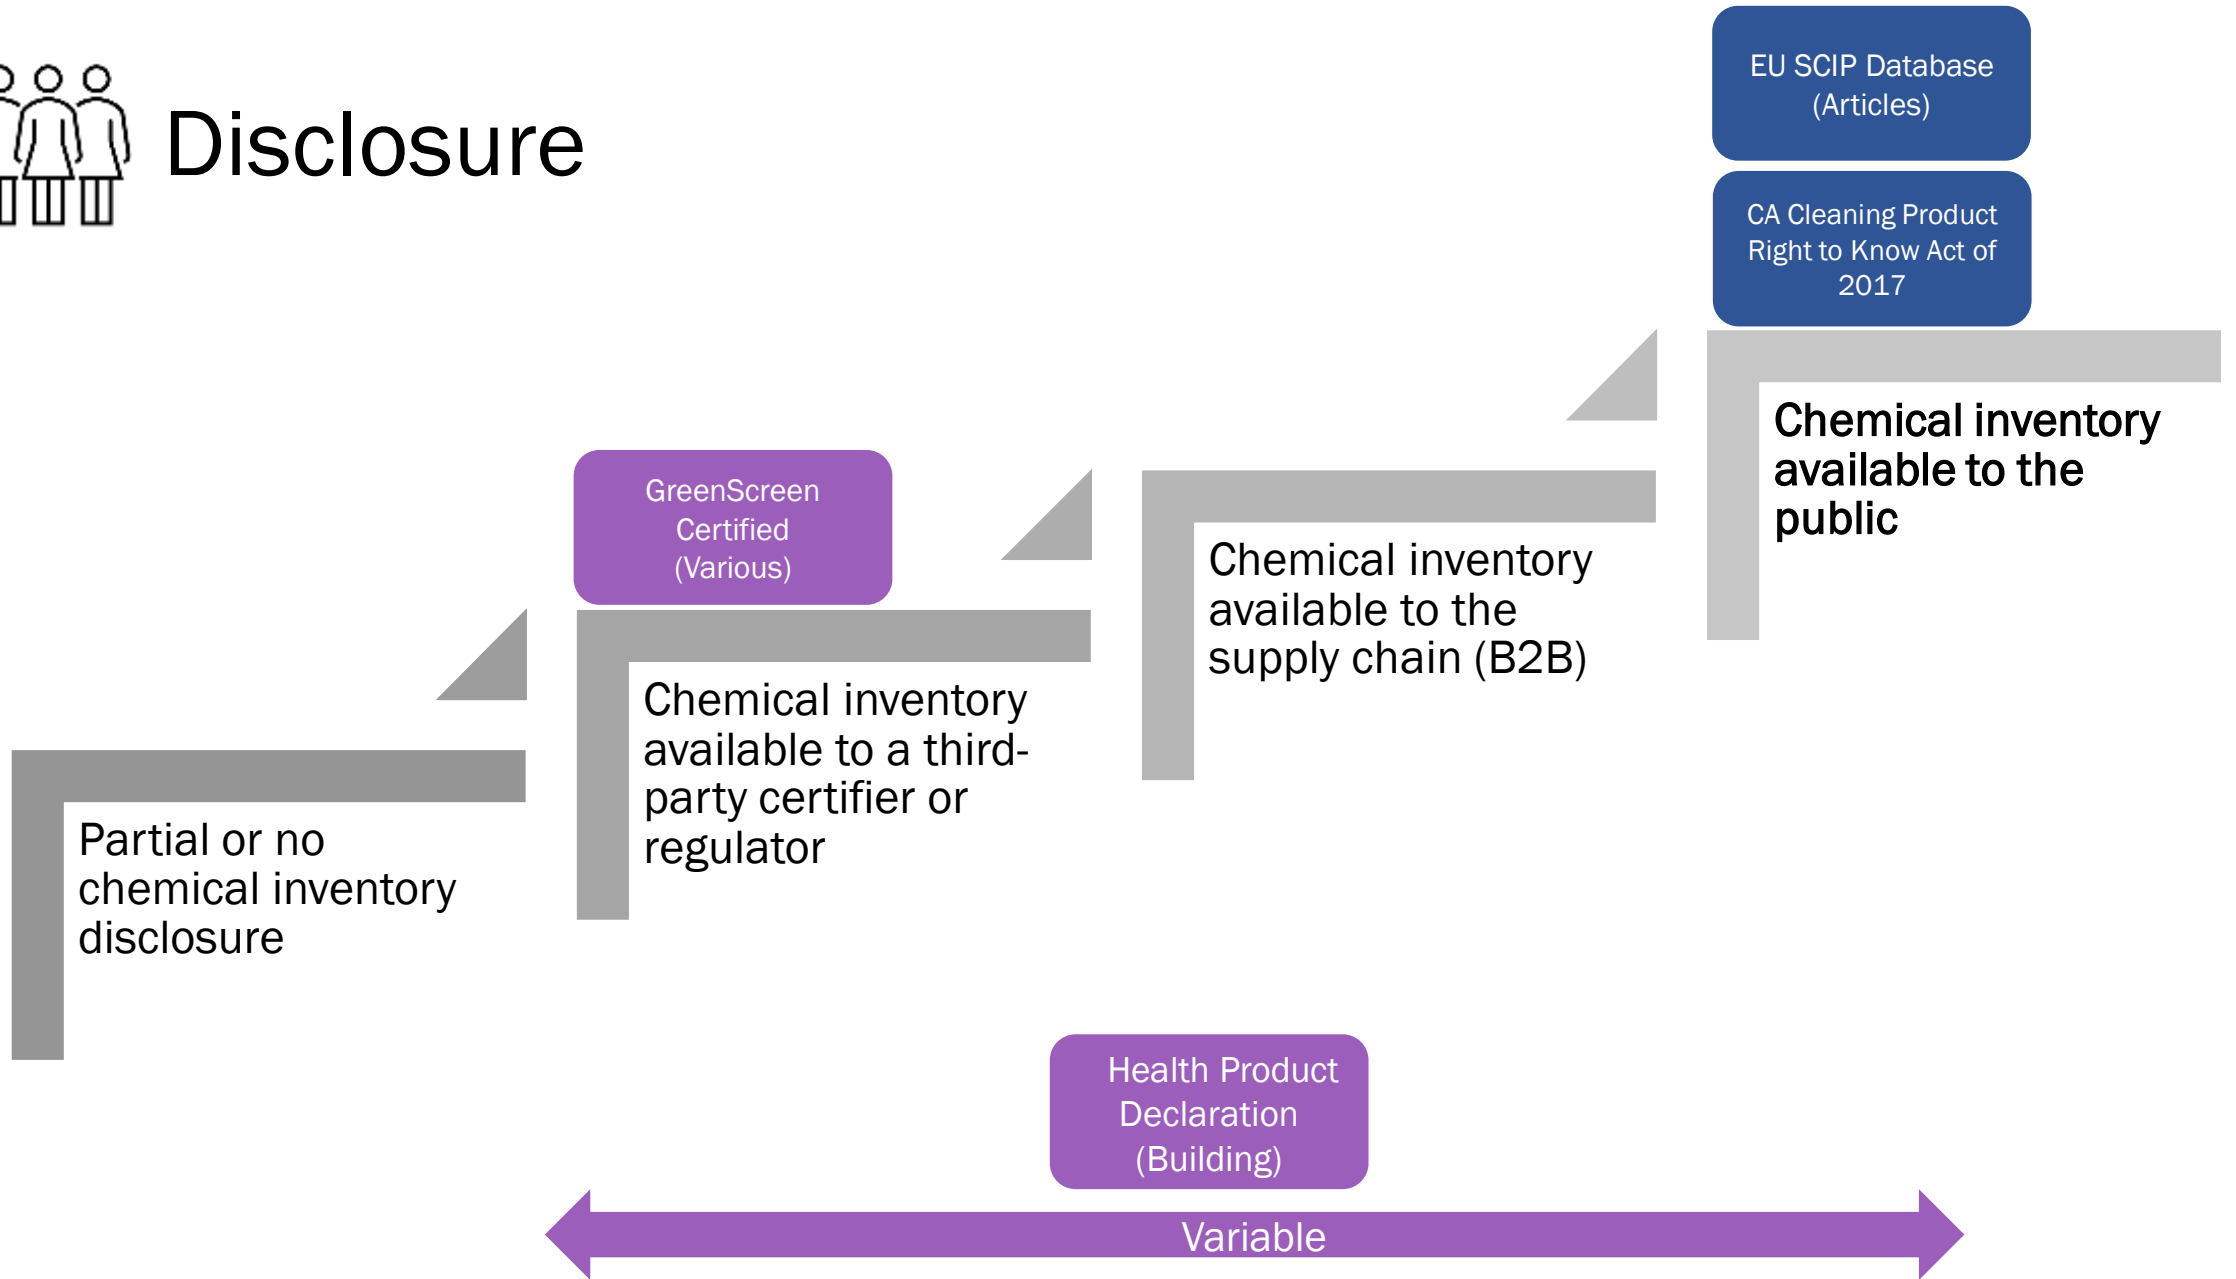 Disclosure
EU SCIP Database
(Articles)
CA Cleaning Product
Right to Know Act of
2017
Chemical inventory
available to the
public
GreenScreen
Certified
(Various)
Chemical inventory
available to the
supply chain (B2B)
Chemical inventory
available to a third-
party certifier or
regulator
Partial or no
chemical inventory
disclosure
Health Product
Declaration
(Building)
Variable